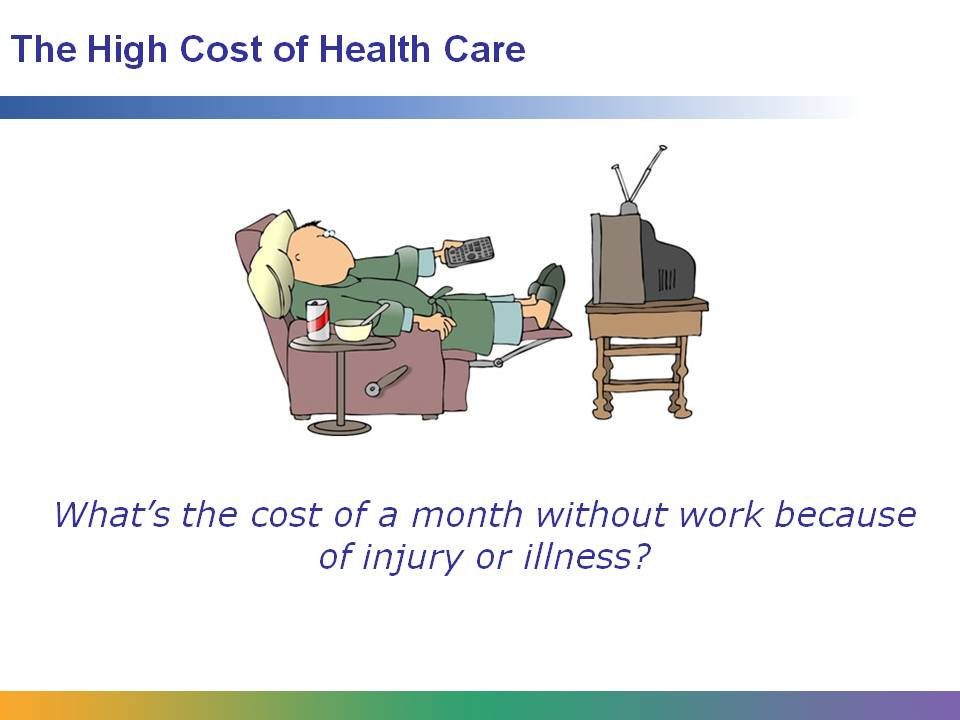 The High Cost of Health Care
What’s the cost of a month without work because
of injury or illness?